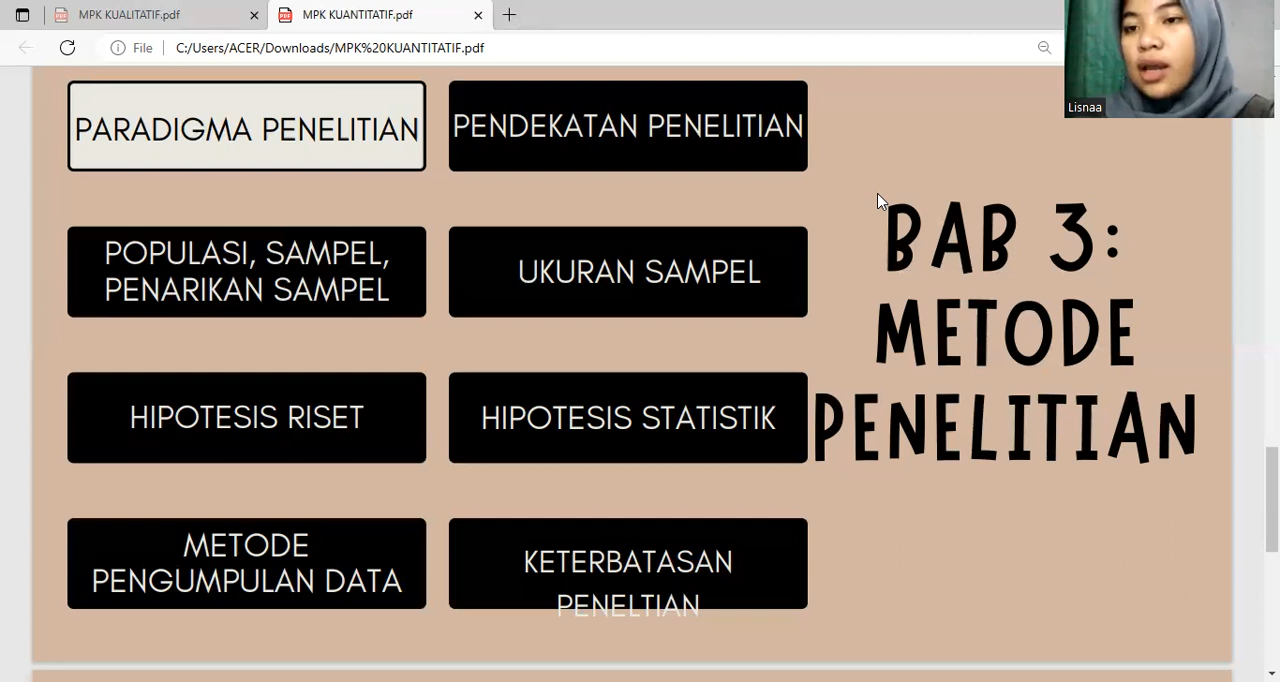 MPK KUALITATIF.pdf
MPK KUANTITATIF.pdf
File
C:/Users/ACER/Downloads/MPK%20KUANTITATIF.pdf
Lisnaa
PARADIGMA PENELITIAN
PENDEKATAN PENELITIAN
POPULASI, SAMPEL,
PENARIKAN SAMPEL
UKURAN SAMPEL
HIPOTESIS RISET
HIPOTESIS STATISTIK
METODE
PENGUMPULAN DATA
KETERBATASAN
PENELTIAN
BAB 3:
METODE
PENELITIAN